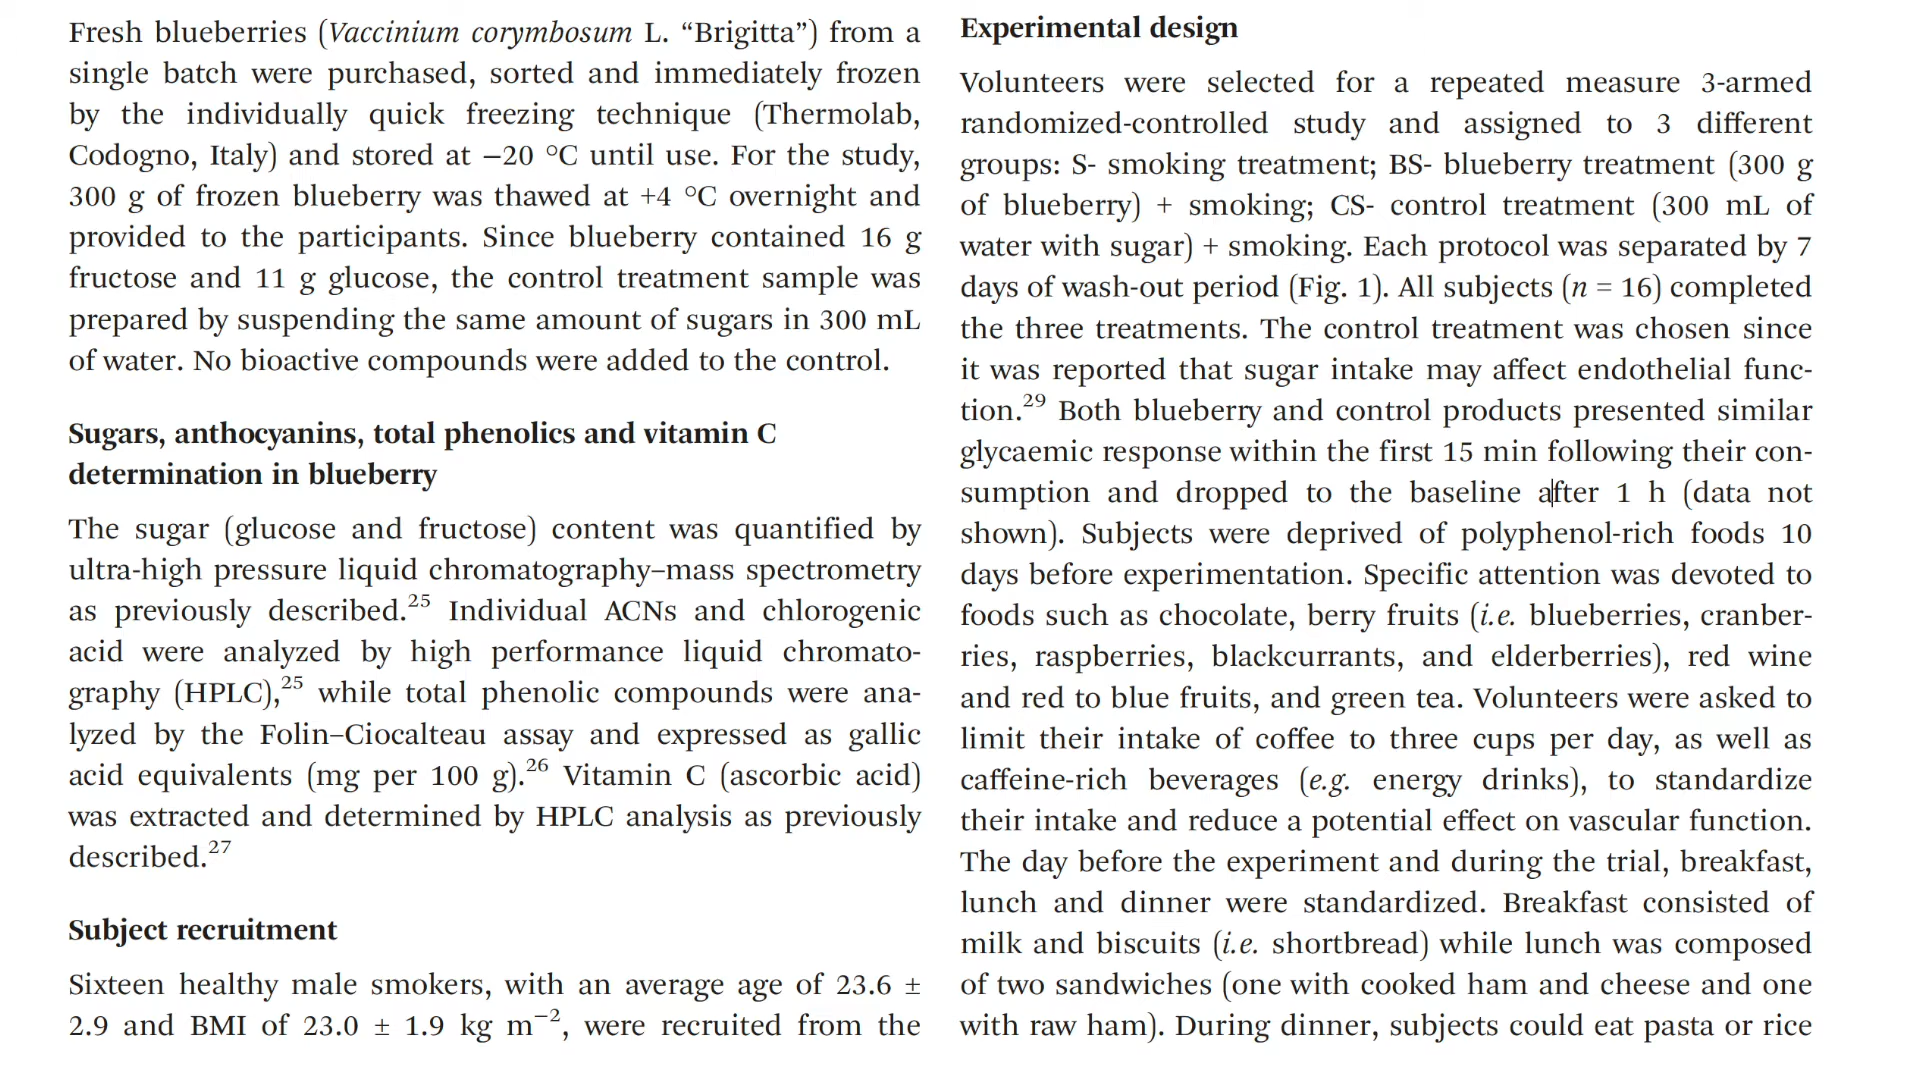 Fresh blueberries (Vaccinium corymbosum L. “Brigitta”) from a
single batch were purchased, sorted and immediately frozen
by the individually quick freezing technique (Thermolab,
Codogno, Italy) and stored at −20 °C until use. For the study,
300 g of frozen blueberry was thawed at +4 °C overnight and
provided to the participants. Since blueberry contained 16 g
fructose and 11 g glucose, the control treatment sample was
prepared by suspending the same amount of sugars in 300 mL
of water. No bioactive compounds were added to the control.
Sugars, anthocyanins, total phenolics and vitamin C
determination in blueberry
The sugar (glucose and fructose) content was quantified by
ultra-high pressure liquid chromatography–mass spectrometry
as previously described.25 Individual ACNs and chlorogenic
acid were analyzed by high performance liquid chromato-
graphy (HPLC),25 while total phenolic compounds were ana-
lyzed by the Folin–Ciocalteau assay and expressed as gallic
acid equivalents (mg per 100 g).26 Vitamin C (ascorbic acid)
was extracted and determined by HPLC analysis as previously
described.27
Subject recruitment
Sixteen healthy male smokers, with an average age of 23.6 ±
2.9 and BMI of 23.0 ± 1.9 kg m−2, were recruited from the
Experimental design
Volunteers were selected for a repeated measure 3-armed
randomized-controlled study and assigned to 3 different
groups: S- smoking treatment; BS- blueberry treatment (300 g
of blueberry) + smoking; CS- control treatment (300 mL of
water with sugar) + smoking. Each protocol was separated by 7
days of wash-out period (Fig. 1). All subjects (n = 16) completed
the three treatments. The control treatment was chosen since
it was reported that sugar intake may affect endothelial func-
tion.29 Both blueberry and control products presented similar
glycaemic response within the first 15 min following their con-
sumption and dropped to the baseline after 1 h (data not
shown). Subjects were deprived of polyphenol-rich foods 10
days before experimentation. Specific attention was devoted to
foods such as chocolate, berry fruits (i.e. blueberries, cranber-
ries, raspberries, blackcurrants, and elderberries), red wine
and red to blue fruits, and green tea. Volunteers were asked to
limit their intake of coffee to three cups per day, as well as
caffeine-rich beverages (e.g. energy drinks), to standardize
their intake and reduce a potential effect on vascular function.
The day before the experiment and during the trial, breakfast,
lunch and dinner were standardized. Breakfast consisted of
milk and biscuits (i.e. shortbread) while lunch was composed
of two sandwiches (one with cooked ham and cheese and one
with raw ham). During dinner, subjects could eat pasta or rice